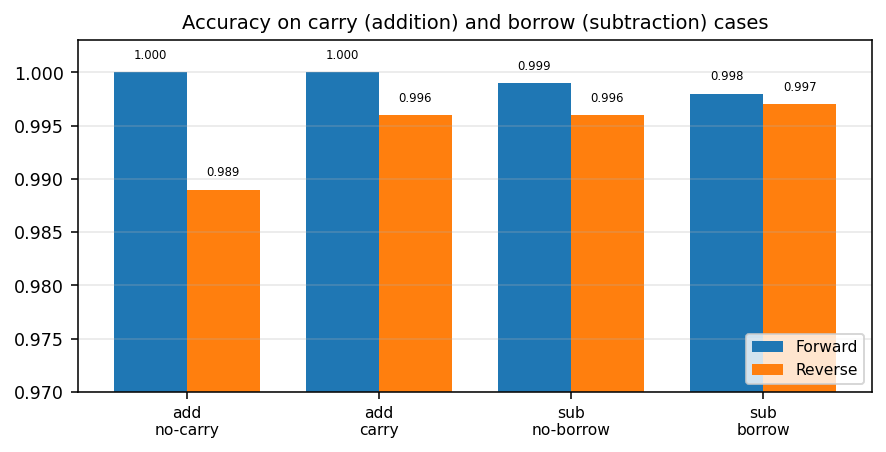 Accuracy on carry (addition) and borrow (subtraction) cases
1.000
1.000
0.999
0.998
0.989
0.996
0.996
0.997
1.000
0.995
0.990
0.985
0.980
0.975
0.970
add
no-carry
add
carry
sub
no-borrow
sub
borrow
Forward
Reverse